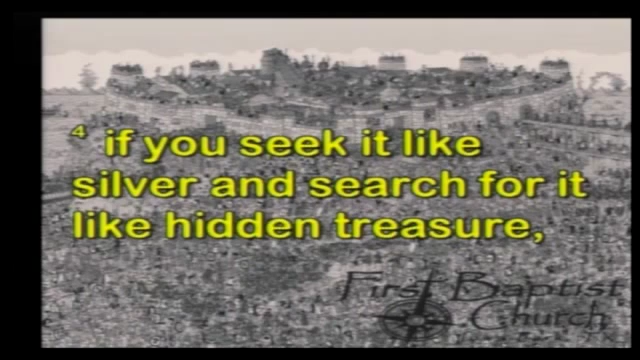 4 if you seek it like
silver and search for it
like hidden treasure,
First Baptist
Church